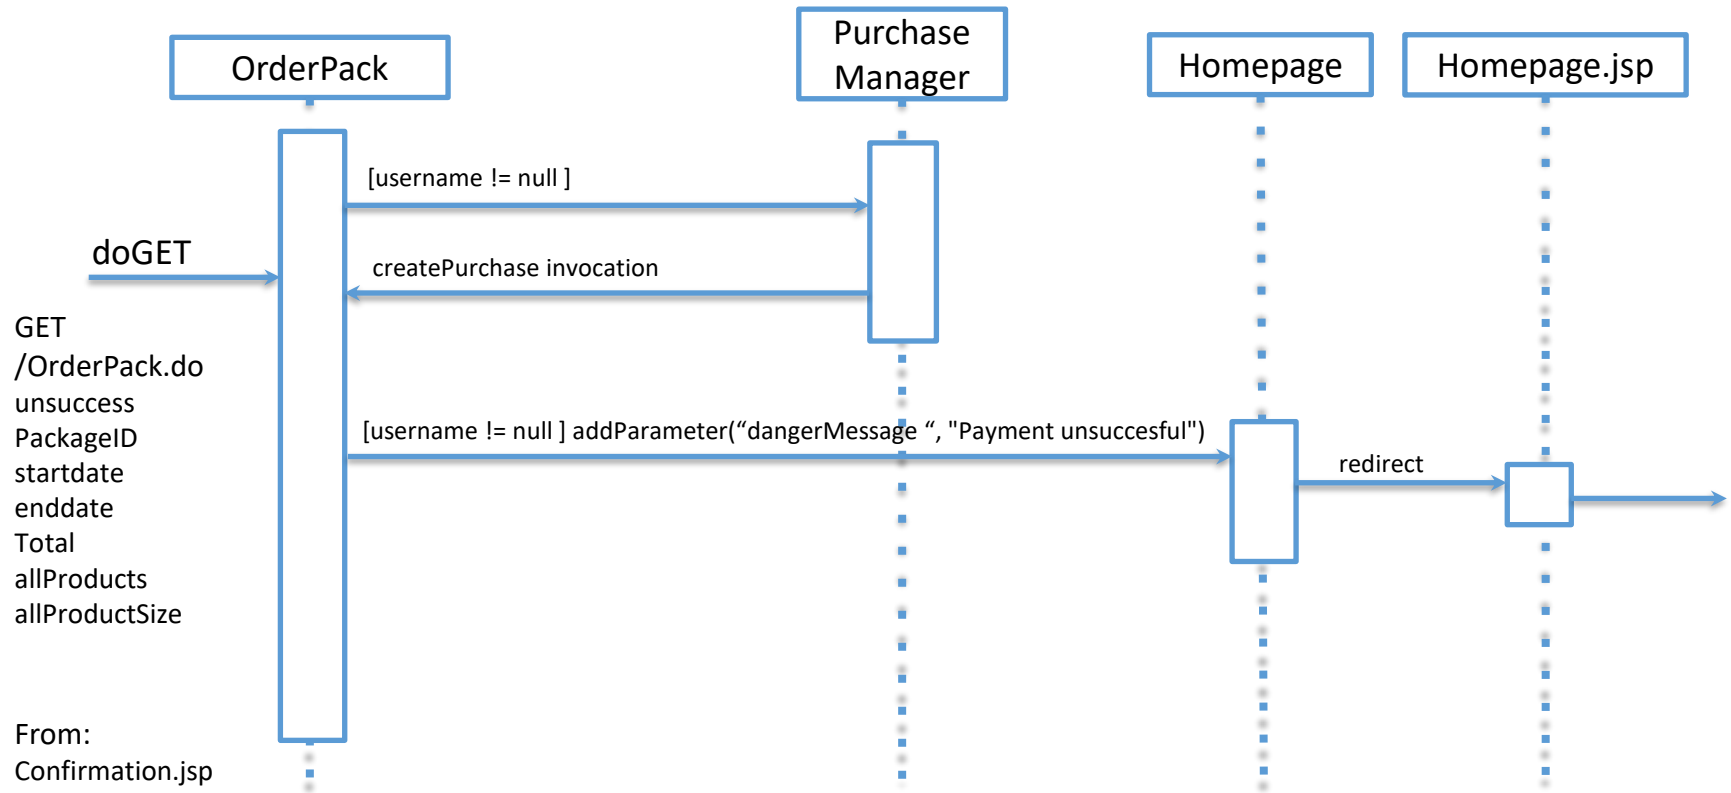 OrderPack
Purchase
Manager
Homepage
Homepage.jsp
[username != null ]
doGET
createPurchase invocation
GET
/OrderPack.do
unsuccess
PackageID
startdate
enddate
Total
allProducts
allProductSize
[username != null ] addParameter(“dangerMessage “, "Payment unsuccesful")
redirect
From:
Confirmation.jsp